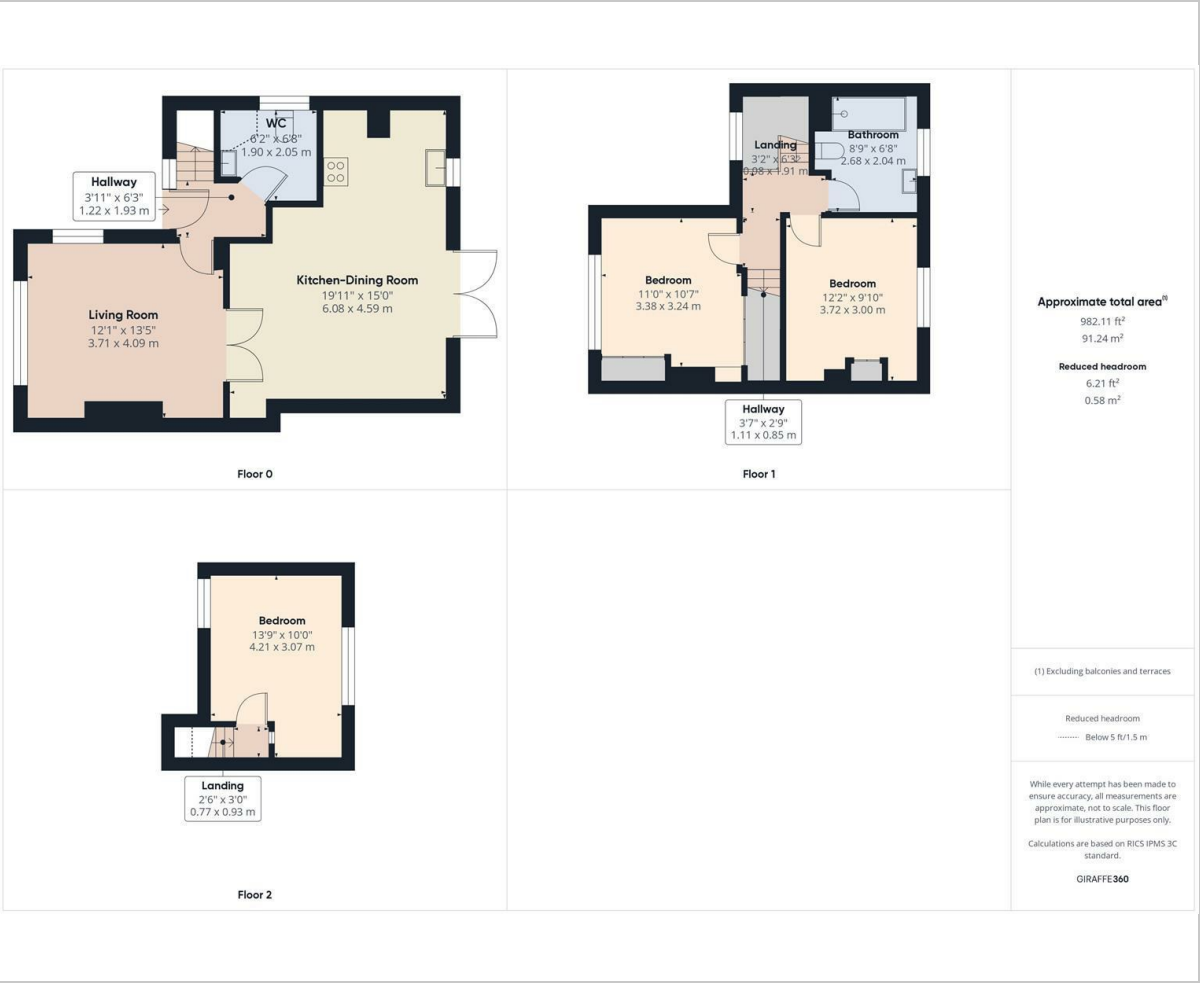 WC
6'2" x 6'8"
1.90 x 2.05 m
Hallway
3'11" x 6'3"
1.22 x 1.93 m
Kitchen-Dining Room
19'11" x 15'0"
6.08 x 4.59 m
Living Room
12'1" x 13'5"
3.71 x 4.09 m
Floor 0
Landing
3'2" x 6'3"
0.98 x 1.91 m
Bathroom
8'9" x 6'8"
2.68 x 2.04 m
Bedroom
11'0" x 10'7"
3.38 x 3.24 m
Bedroom
12'2" x 9'10"
3.72 x 3.00 m
Hallway
3'7" x 2'9"
1.11 x 0.85 m
Floor 1
Bedroom
13'9" x 10'0"
4.21 x 3.07 m
Landing
2'6" x 3'0"
0.77 x 0.93 m
Floor 2
Approximate total area⁽¹⁾
982.11 ft²
91.24 m²
Reduced headroom
6.21 ft²
0.58 m²
(1) Excluding balconies and terraces
Reduced headroom
Below 5 ft/1.5 m
While every attempt has been made to
ensure accuracy, all measurements are
approximate, not to scale. This floor
plan is for illustrative purposes only.
Calculations are based on RICS IPMS 3C
standard.
GIRAFFE360